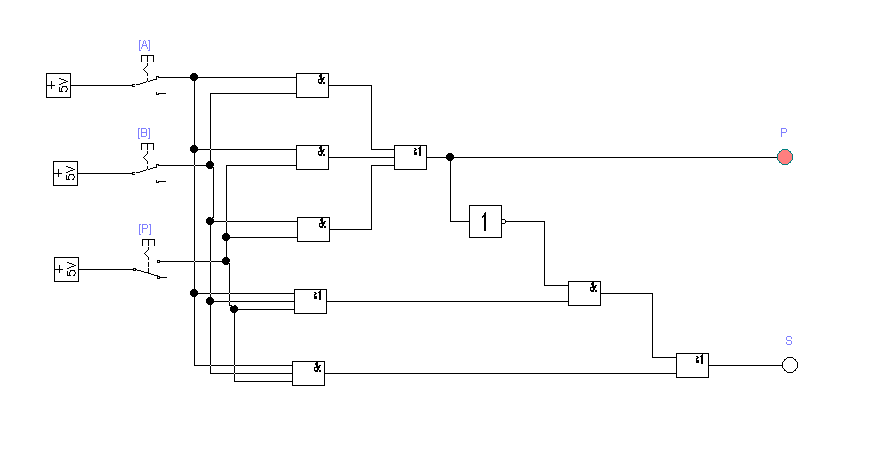 [A]
+ 5V
&
[B]
P
&
≥1
+ 5V
&
1
[P]
+ 5V
≥1
&
S
≥1
&